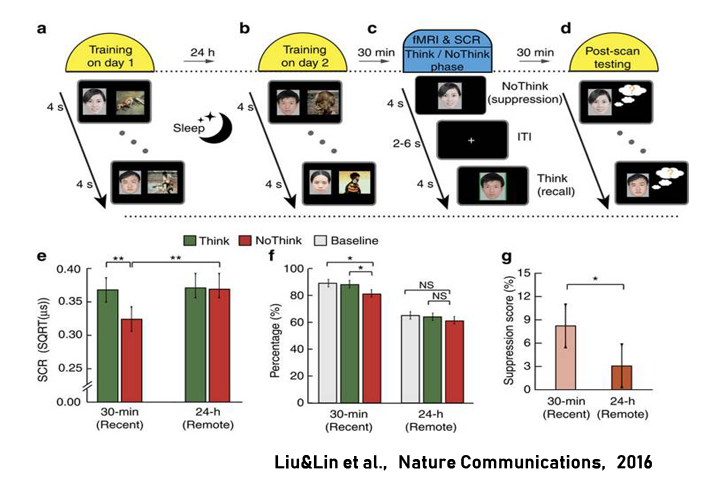 a
Training
on day 1
24 h
b
Training
on day 2
30 min
c
fMRI & SCR
Think / NoThink
phase
30 min
d
Post-scan
testing
4 s
4 s
Sleep
4 s
4 s
4 s
NoThink
(suppression)
2-6 s
+
ITI
4 s
Think
(recall)
?
?
Think NoThink Baseline
e
SCR (SQRT(µs))
0.40
0.35
0.30
0.25
0.00
**
**
30-min
(Recent)
24-h
(Remote)
f
Percentage (%)
100
80
60
40
20
0
*
*
NS
NS
30-min
(Recent)
24-h
(Remote)
g
Suppression score (%)
15
12
9
6
3
0
*
30-min
(Recent)
24-h
(Remote)
Liu&Lin et al., Nature Communications, 2016